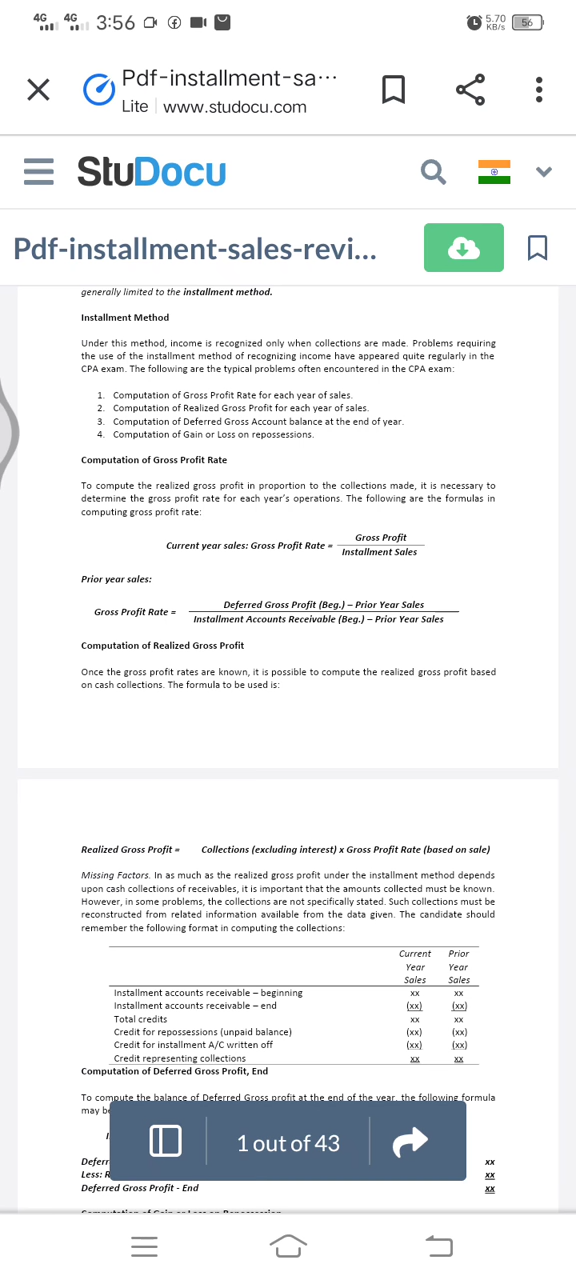 4G 4G 3:56 5.70 KB/s 56
Pdf-installment-sa...
Lite | www.studocu.com
STUDOCU
Pdf-installment-sales-revi...
generally limited to the installment method.
Installment Method
Under this method, income is recognized only when collections are made. Problems requiring
the use of the installment method of recognizing income have appeared quite regularly in the
CPA exam. The following are the typical problems often encountered in the CPA exam:
1. Computation of Gross Profit Rate for each year of sales.
2. Computation of Realized Gross Profit for each year of sales.
3. Computation of Deferred Gross Account balance at the end of year.
4. Computation of Gain or Loss on repossessions.
Computation of Gross Profit Rate
To compute the realized gross profit in proportion to the collections made, it is necessary to
determine the gross profit rate for each year's operations. The following are the formulas in
computing gross profit rate:
Gross Profit
Current year sales: Gross Profit Rate =
Installment Sales
Prior year sales:
Deferred Gross Profit (Beg.) – Prior Year Sales
Gross Profit Rate =
Installment Accounts Receivable (Beg.) – Prior Year Sales
Computation of Realized Gross Profit
Once the gross profit rates are known, it is possible to compute the realized gross profit based
on cash collections. The formula to be used is:
Realized Gross Profit = Collections (excluding interest) x Gross Profit Rate (based on sale)
Missing Factors. In as much as the realized gross profit under the installment method depends
upon cash collections of receivables, it is important that the amounts collected must be known.
However, in some problems, the collections are not specifically stated. Such collections must be
reconstructed from related information available from the data given. The candidate should
remember the following format in computing the collections:
Current Prior
Year Year
Sales Sales
Installment accounts receivable – beginning xx xx
Installment accounts receivable – end (xx) (xx)
Total credits xx xx
Credit for repossessions (unpaid balance) (xx) (xx)
Credit for installment A/C written off (xx) (xx)
Credit representing collections xx xx
Computation of Deferred Gross Profit, End
To compute the balance of Deferred Gross profit at the end of the year, the following formula
may be
1 out of 43
Deferr xx
Less: R xx
Deferred Gross Profit - End xx